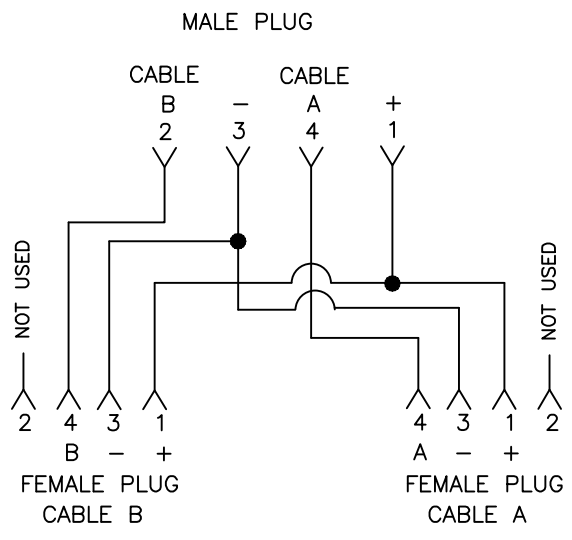 MALE PLUG
CABLE CABLE
B − A +
2 3 4 1
NOT USED
NOT USED
2 4 3 1 4 3 1 2
B − + A − +
FEMALE PLUG FEMALE PLUG
CABLE B CABLE A